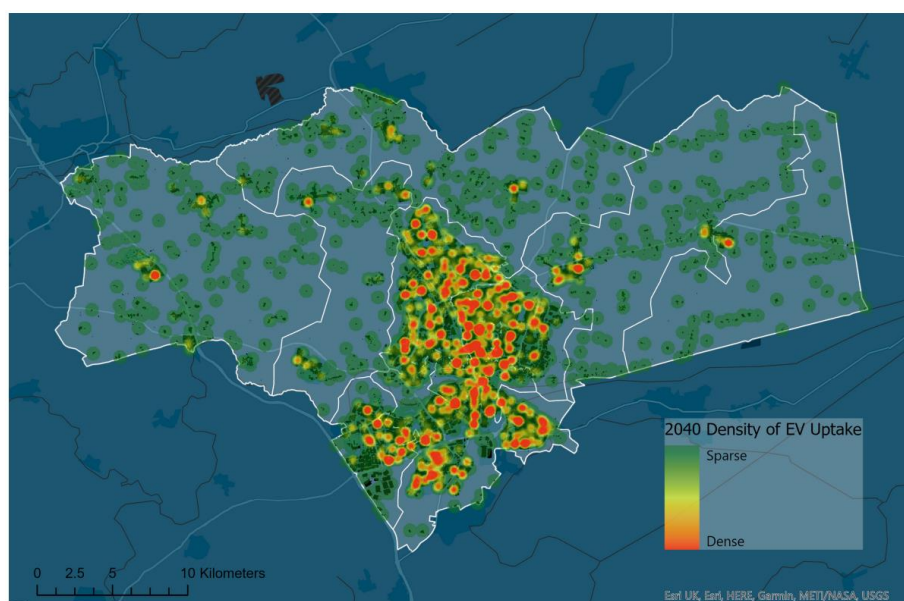 2040 Density of EV Uptake
Sparse
Dense
0 2.5 5 10 Kilometers
Esri UK, Esri, HERE, Garmin, METI/NASA, USGS